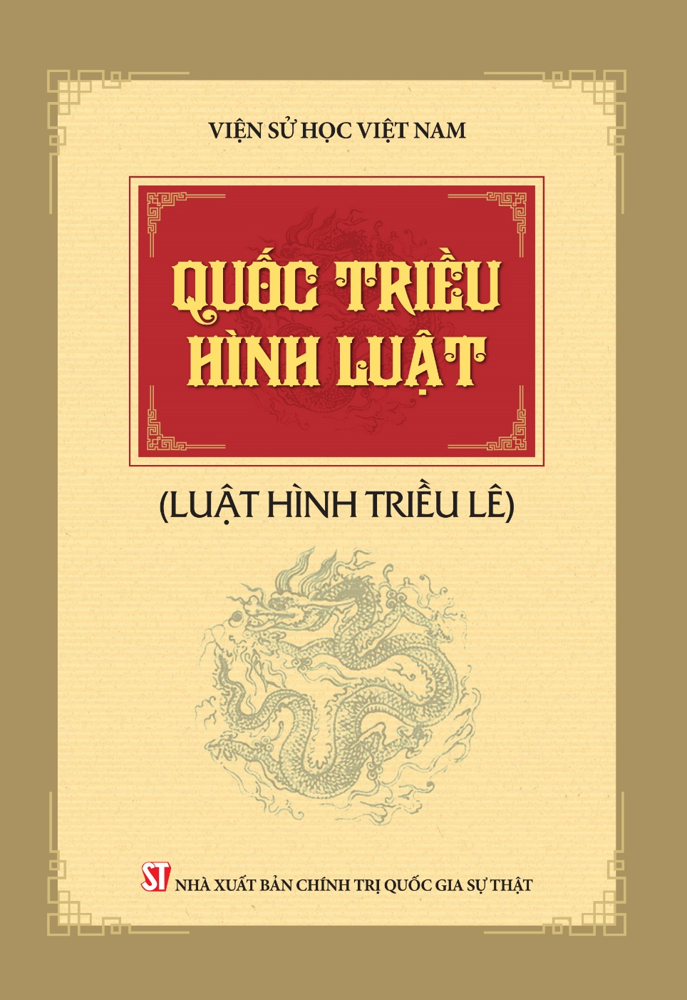 VIỆN SỬ HỌC VIỆT NAM
QUỐC TRIỀU
HÌNH LUẬT
(LUẬT HÌNH TRIỀU LÊ)
ST NHÀ XUẤT BẢN CHÍNH TRỊ QUỐC GIA SỰ THẬT